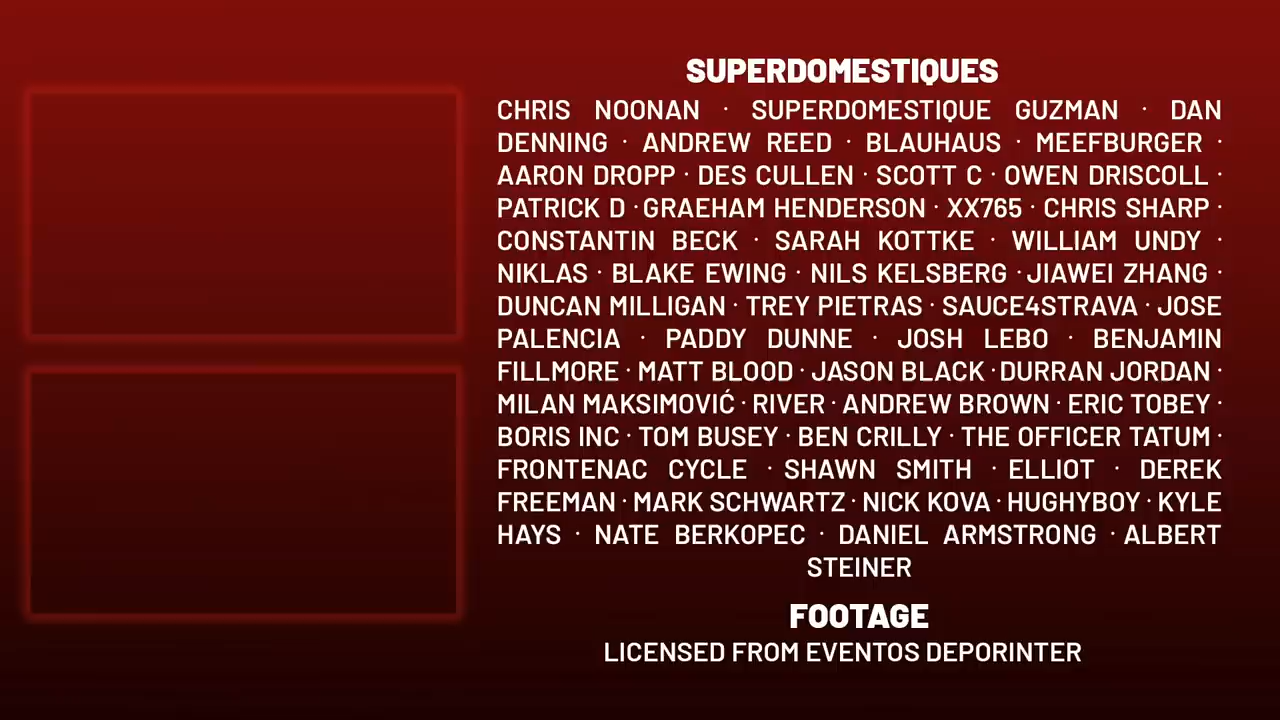 SUPERDOMESTIQUES
CHRIS NOONAN · SUPERDOMESTIQUE GUZMAN · DAN
DENNING · ANDREW REED · BLAUHAUS · MEEFBURGER ·
AARON DROPP · DES CULLEN · SCOTT C · OWEN DRISCOLL ·
PATRICK D · GRAEHAM HENDERSON · XX765 · CHRIS SHARP ·
CONSTANTIN BECK · SARAH KOTTKE · WILLIAM UNDY ·
NIKLAS · BLAKE EWING · NILS KELSBERG · JIAWEI ZHANG ·
DUNCAN MILLIGAN · TREY PIETRAS · SAUCE4STRAVA · JOSE
PALENCIA · PADDY DUNNE · JOSH LEBO · BENJAMIN
FILLMORE · MATT BLOOD · JASON BLACK · DURRAN JORDAN ·
MILAN MAKSIMOVIĆ · RIVER · ANDREW BROWN · ERIC TOBEY ·
BORIS INC · TOM BUSEY · BEN CRILLY · THE OFFICER TATUM ·
FRONTENAC CYCLE · SHAWN SMITH · ELLIOT · DEREK
FREEMAN · MARK SCHWARTZ · NICK KOVA · HUGHYBOY · KYLE
HAYS · NATE BERKOPEC · DANIEL ARMSTRONG · ALBERT
STEINER
FOOTAGE
LICENSED FROM EVENTOS DEPORINTER